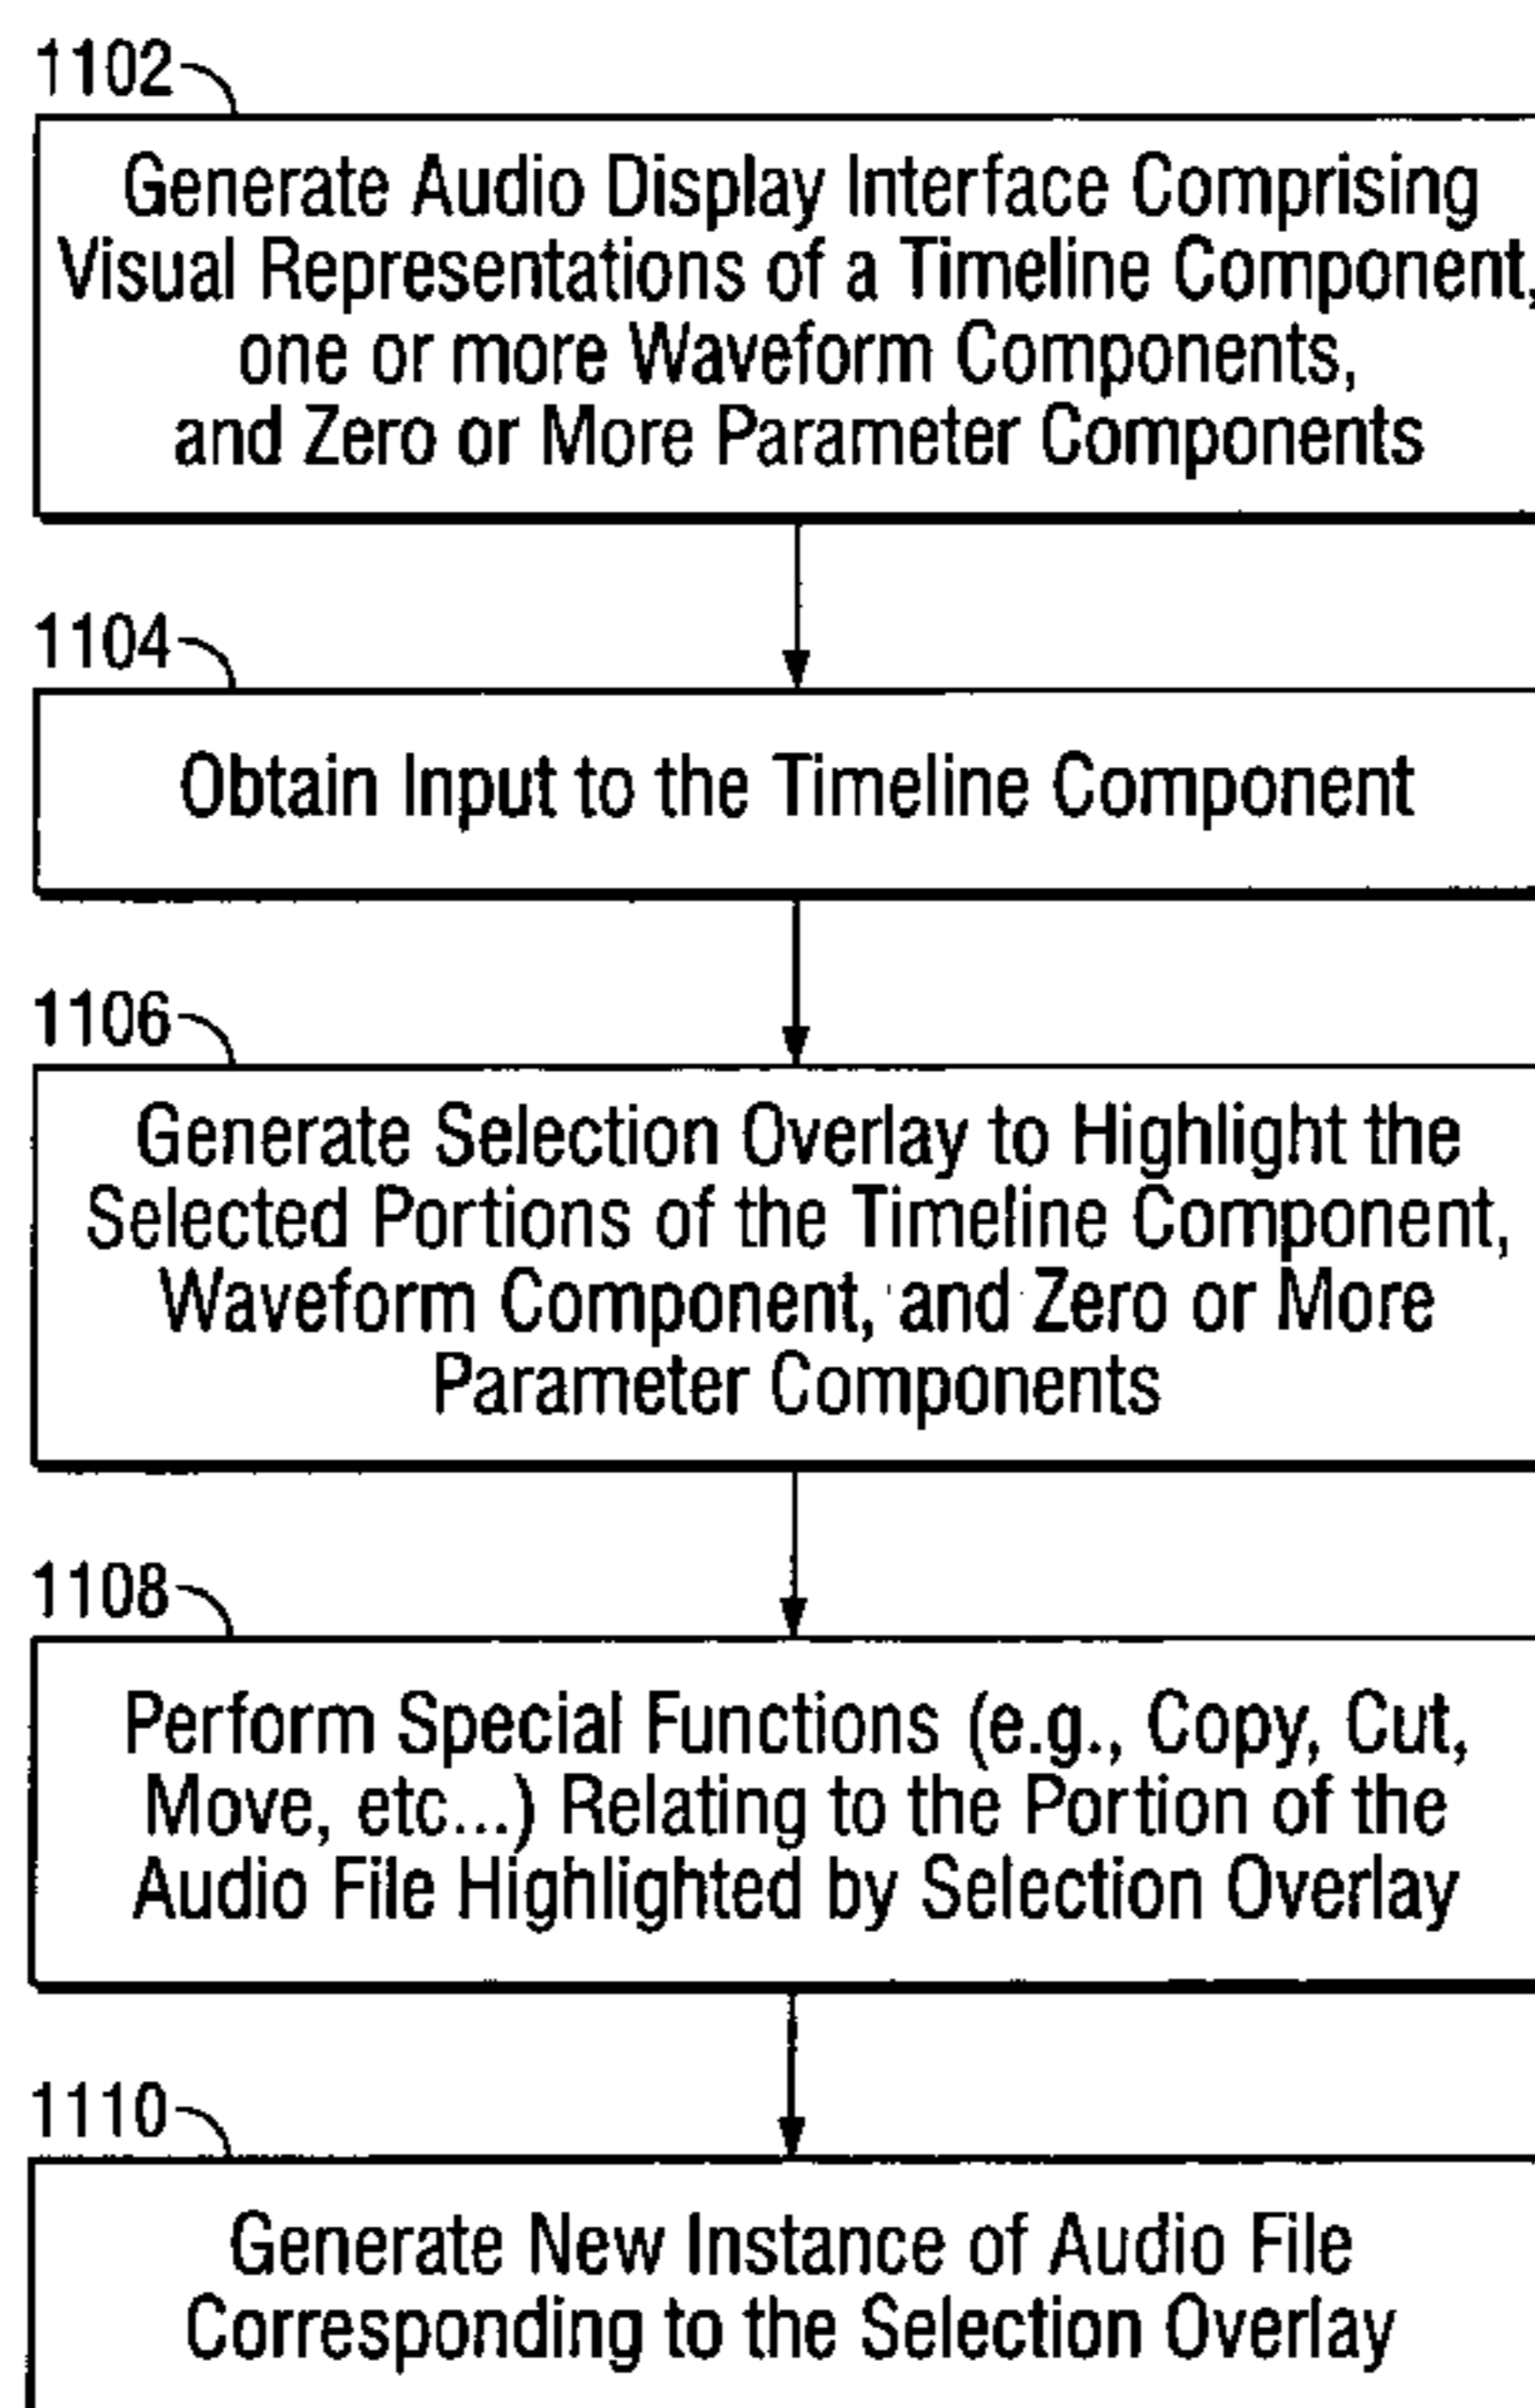 1102
Generate Audio Display Interface Comprising
Visual Representations of a Timeline Component,
one or more Waveform Components,
and Zero or More Parameter Components
1104
Obtain Input to the Timeline Component
1106
Generate Selection Overlay to Highlight the
Selected Portions of the Timeline Component,
Waveform Component, and Zero or More
Parameter Components
1108
Perform Special Functions (e.g., Copy, Cut,
Move, etc...) Relating to the Portion of the
Audio File Highlighted by Selection Overlay
1110
Generate New Instance of Audio File
Corresponding to the Selection Overlay